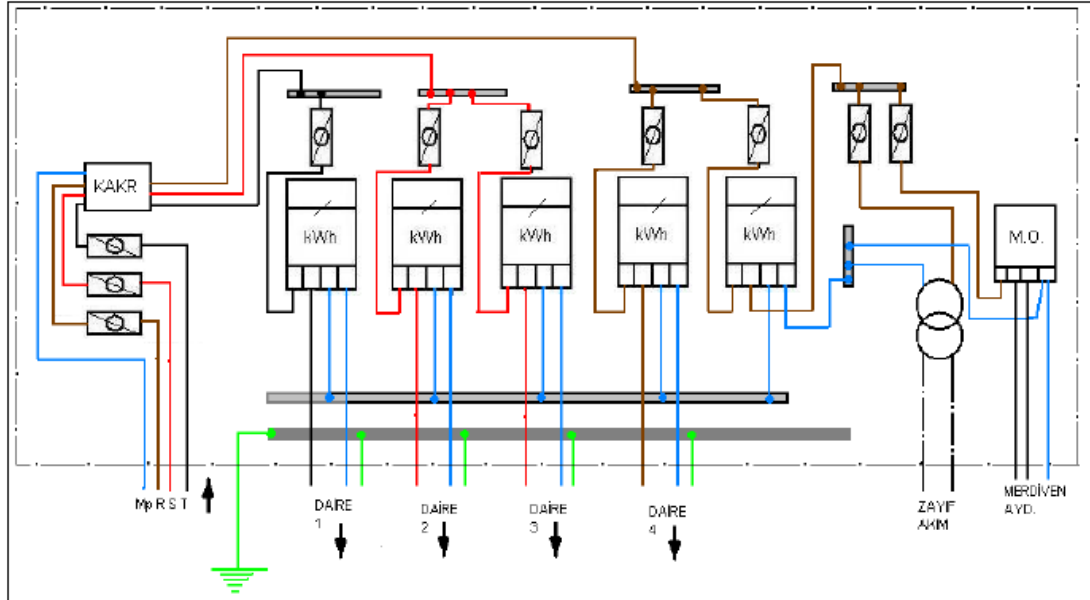 KAKR
kWh
kWh
kWh
kWh
kWh
M.O.
Mp R S T
DAİRE
1
DAİRE
2
DAİRE
3
DAİRE
4
ZAYIF
AKIM
MERDİVEN
AYD.